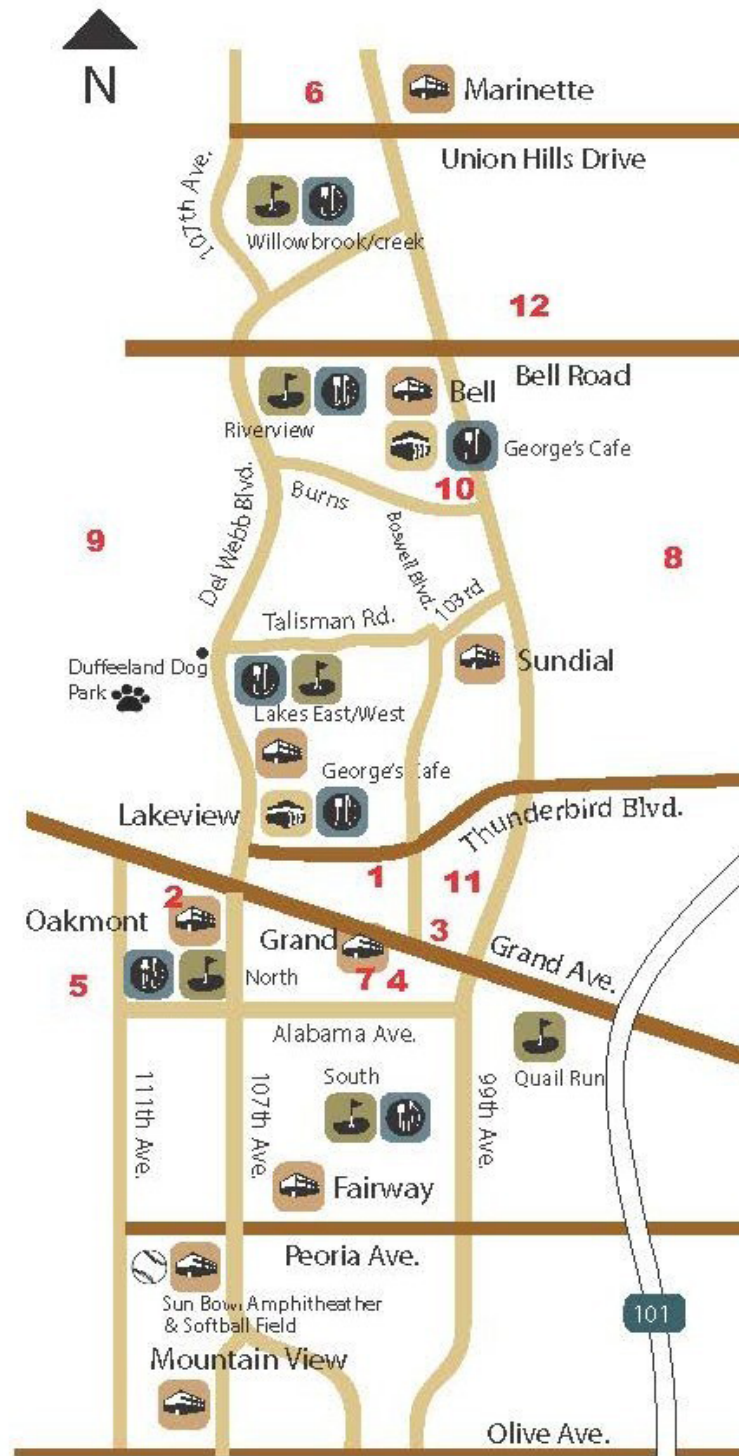 N
6
Marinette
Union Hills Drive
107th Ave.
Willowbrook/creek
12
Bell Road
Bell
Riverview
George's Cafe
10
Burns
Del Webb Blvd.
9
Boswell Blvd.
8
103rd
Talisman Rd.
Sundial
Duffeeland Dog
Park
Lakes East/West
George's Cafe
Lakeview
Thunderbird Blvd.
1
11
2
Oakmont
Grand
3
Grand Ave.
5
North
7
4
Alabama Ave.
South
Quail Run
111th Ave.
107th Ave.
99th Ave.
Fairway
Peoria Ave.
Sun Bowl Amphitheather
& Softball Field
101
Mountain View
Olive Ave.